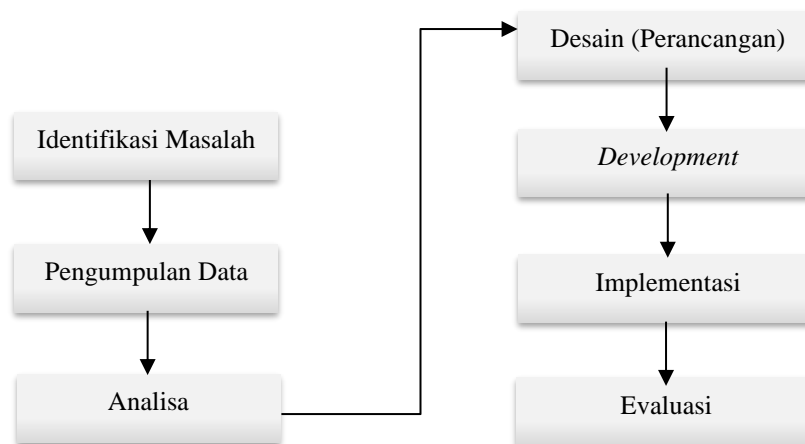 Identifikasi Masalah
Pengumpulan Data
Analisa
Desain (Perancangan)
Development
Implementasi
Evaluasi